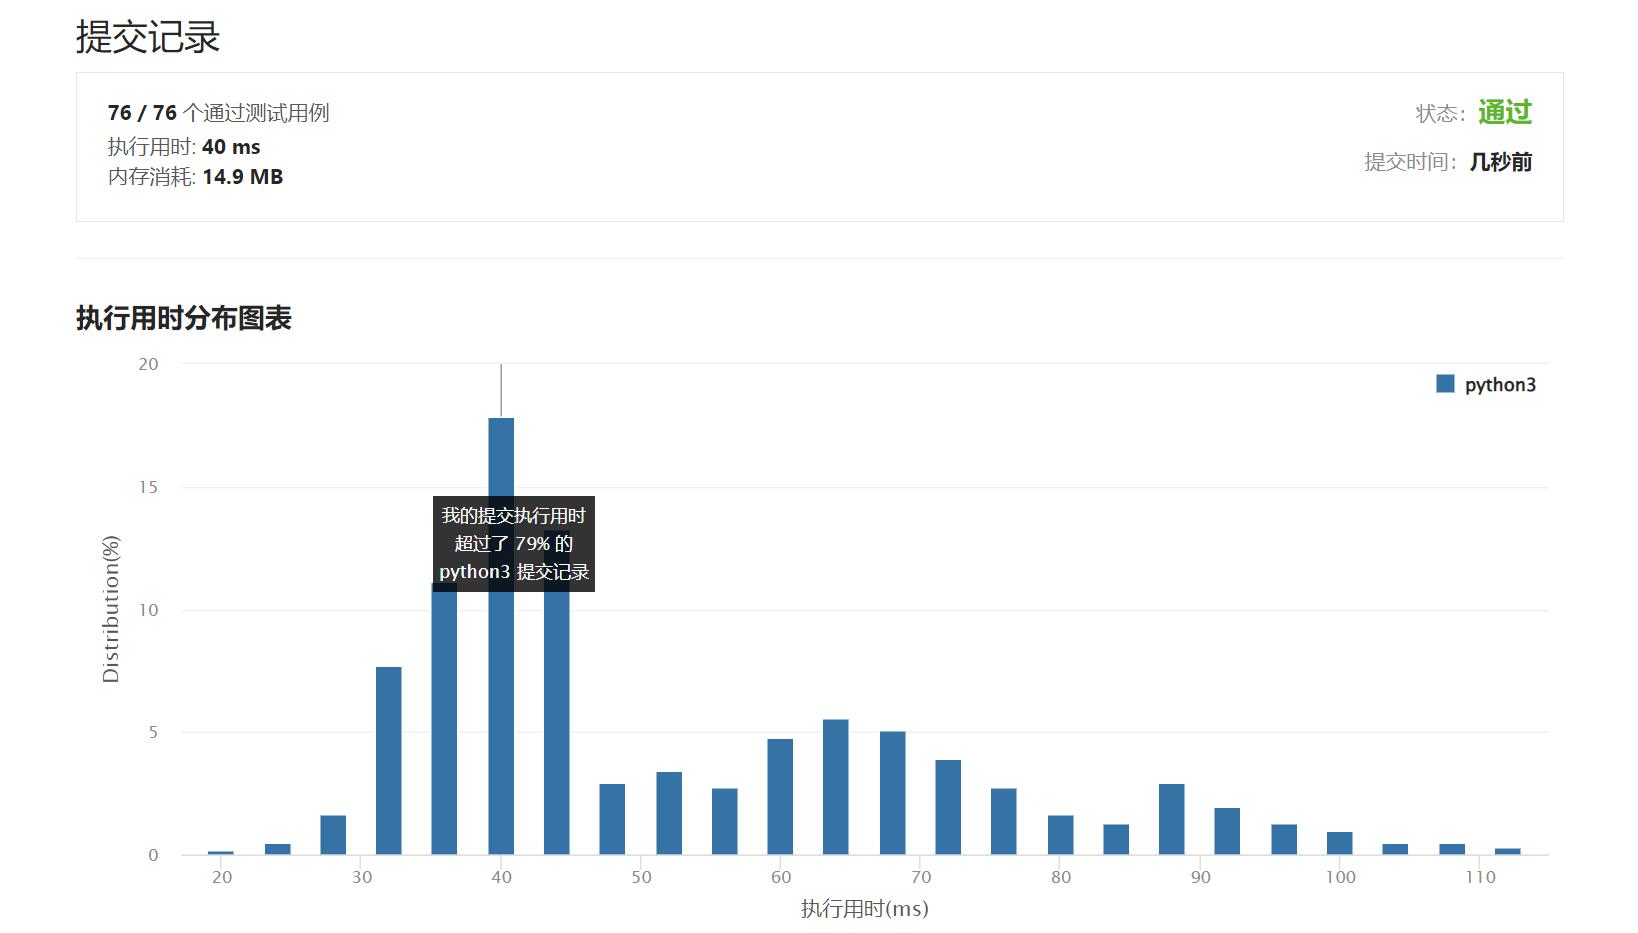 提交记录
76 / 76 个通过测试用例
状态：通过
执行用时: 40 ms
提交时间：几秒前
内存消耗: 14.9 MB
执行用时分布图表
20
python3
15
我的提交执行用时
超过了 79% 的
python3 提交记录
Distribution(%)
10
5
0
20 30 40 50 60 70 80 90 100 110
执行用时(ms)